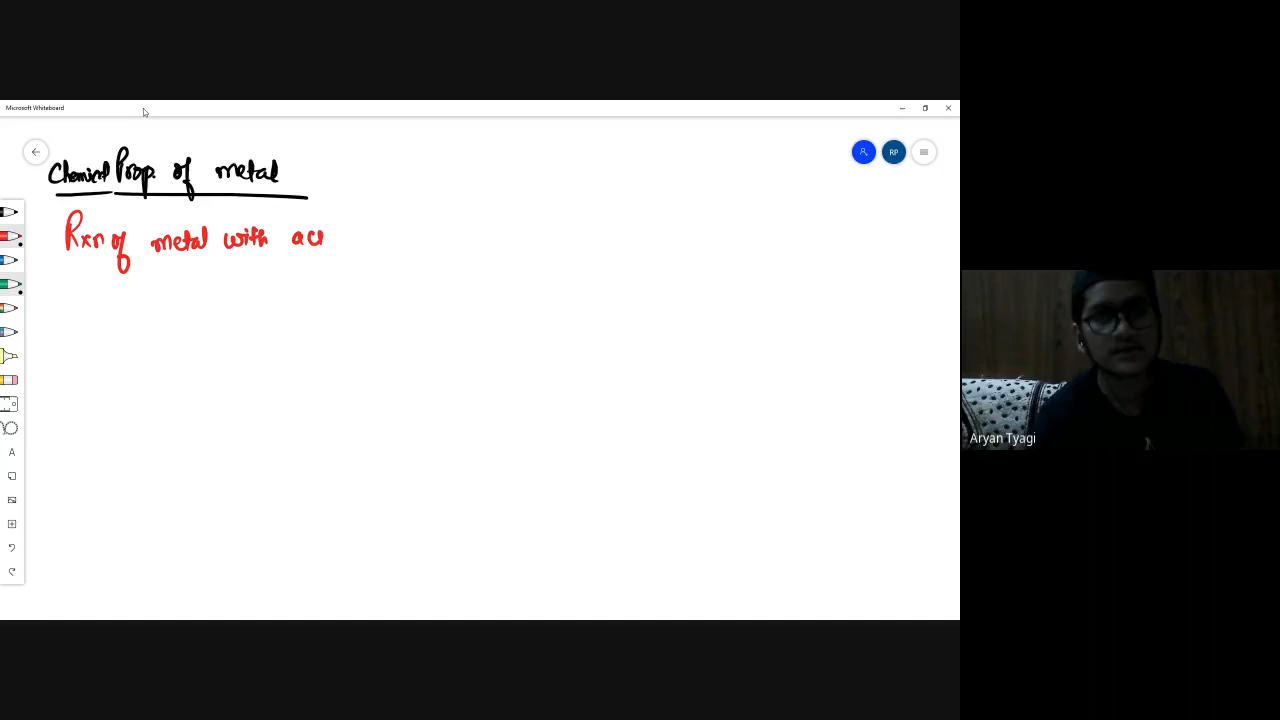 Microsoft Whiteboard
RP
Chemical Prop. of metal
Rxn of metal with aci
A
Aryan Tyagi